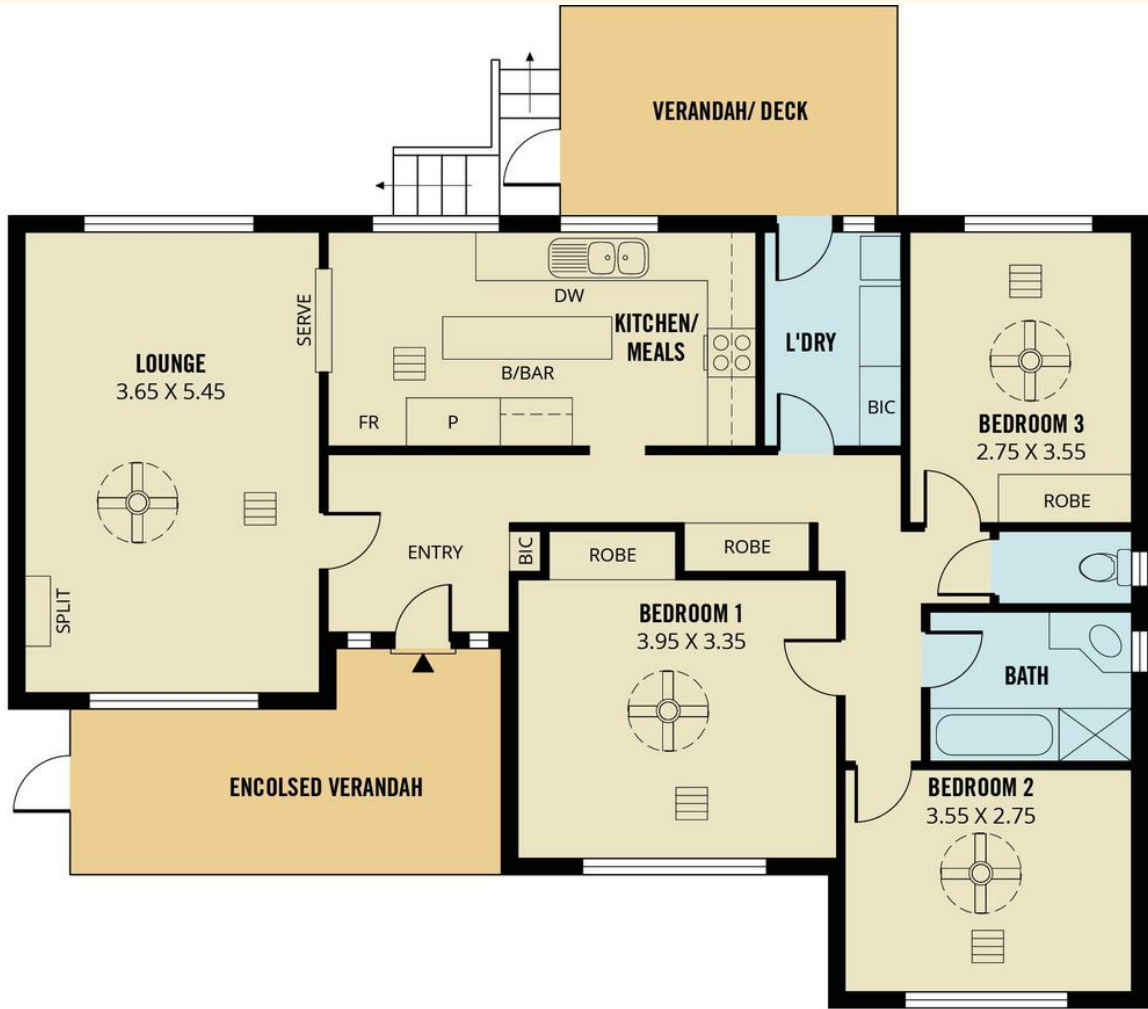 VERANDAH/ DECK
SERVE
DW
KITCHEN/
MEALS
L'DRY
LOUNGE
3.65 X 5.45
B/BAR
FR
P
BIC
BEDROOM 3
2.75 X 3.55
ROBE
ENTRY
BIC
ROBE
ROBE
SPLIT
BEDROOM 1
3.95 X 3.35
BATH
ENCOLSED VERANDAH
BEDROOM 2
3.55 X 2.75